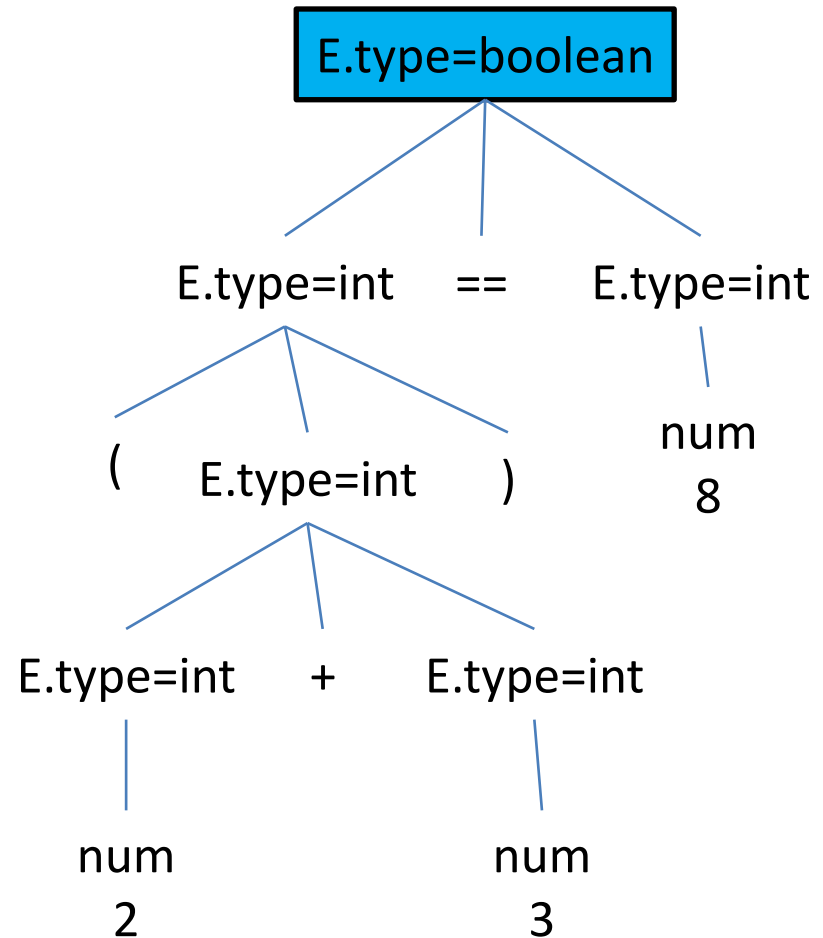 E.type=boolean
E.type=int == E.type=int
( E.type=int )
num
8
E.type=int + E.type=int
num num
2 3